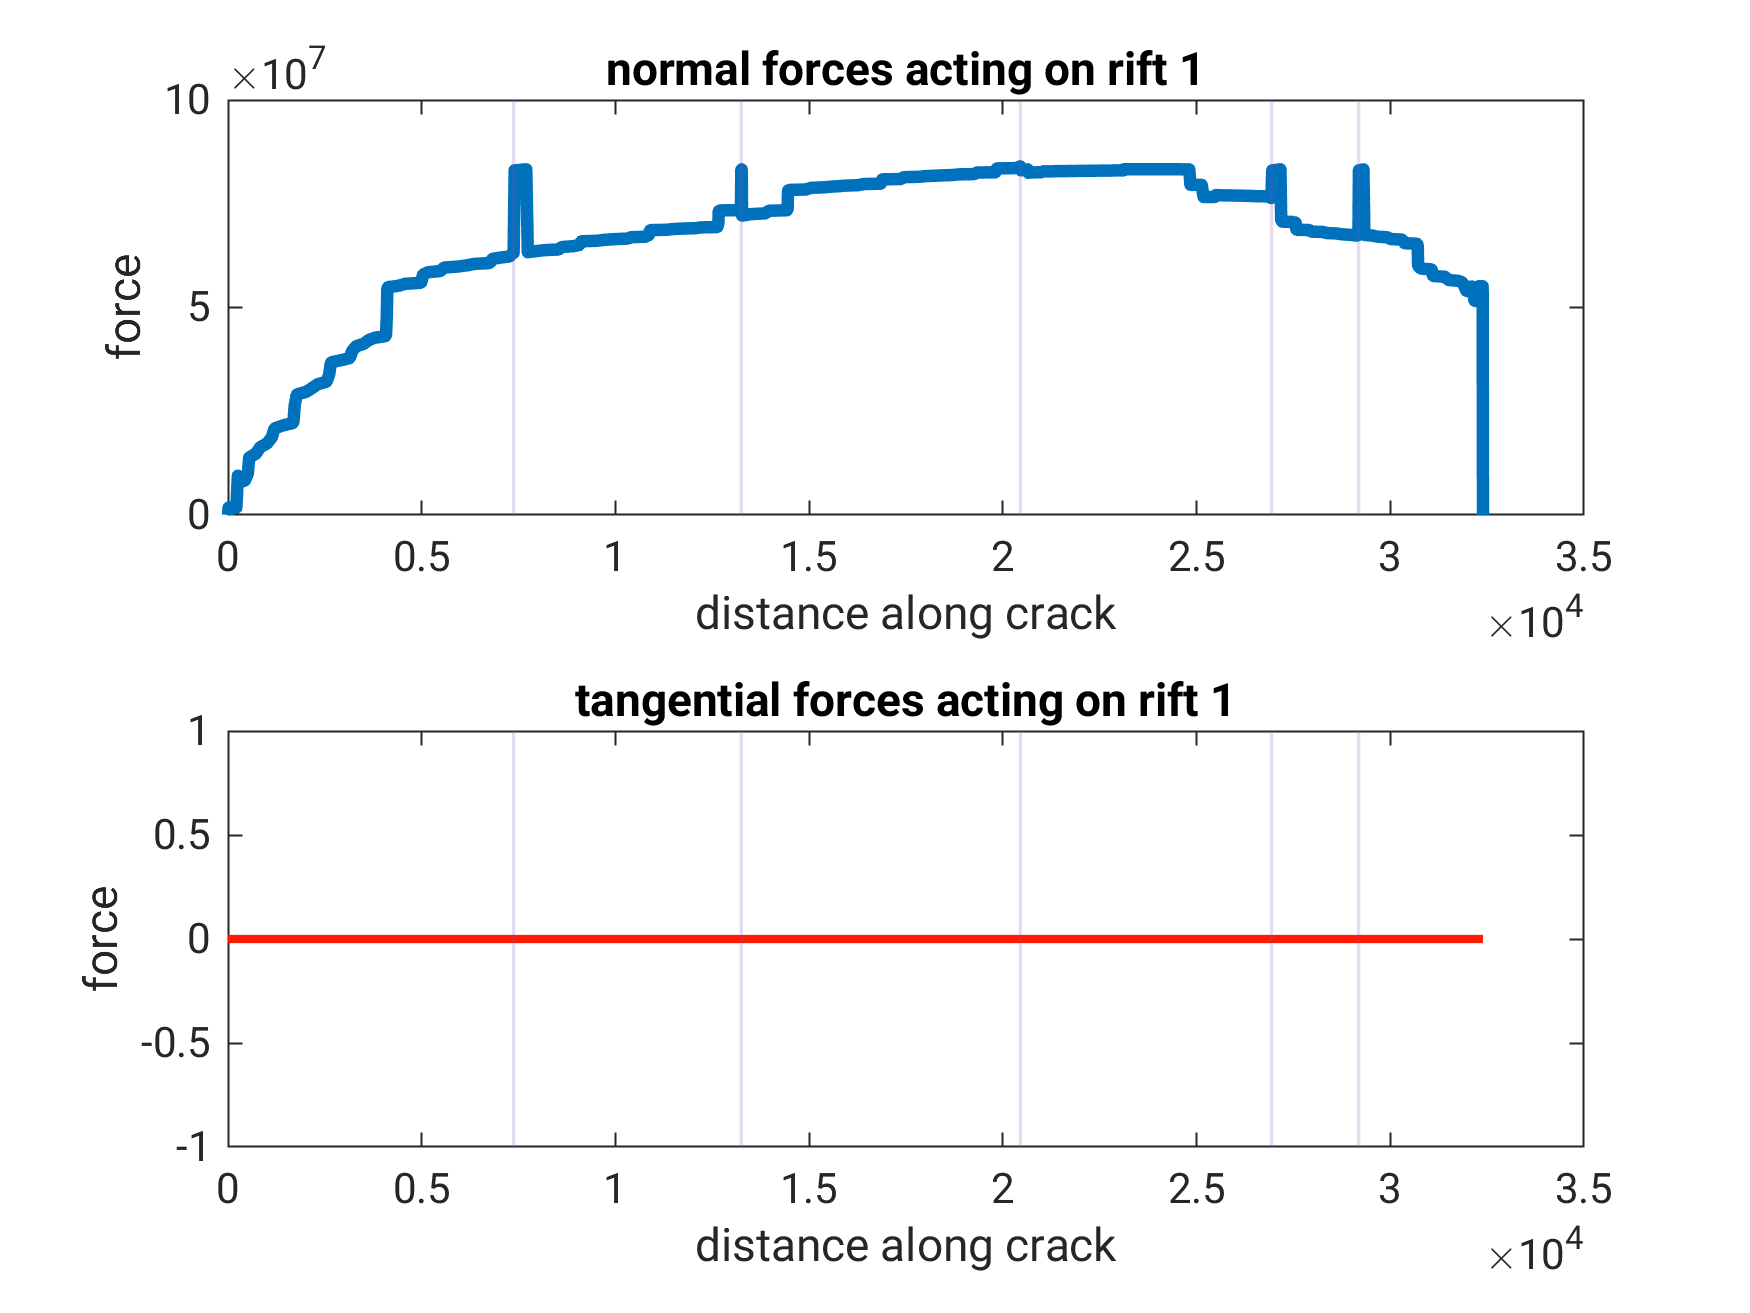 ×10^7
normal forces acting on rift 1
10
5
0
force
0 0.5 1 1.5 2 2.5 3 3.5
distance along crack
×10^4
tangential forces acting on rift 1
1
0.5
0
-0.5
-1
force
0 0.5 1 1.5 2 2.5 3 3.5
distance along crack
×10^4